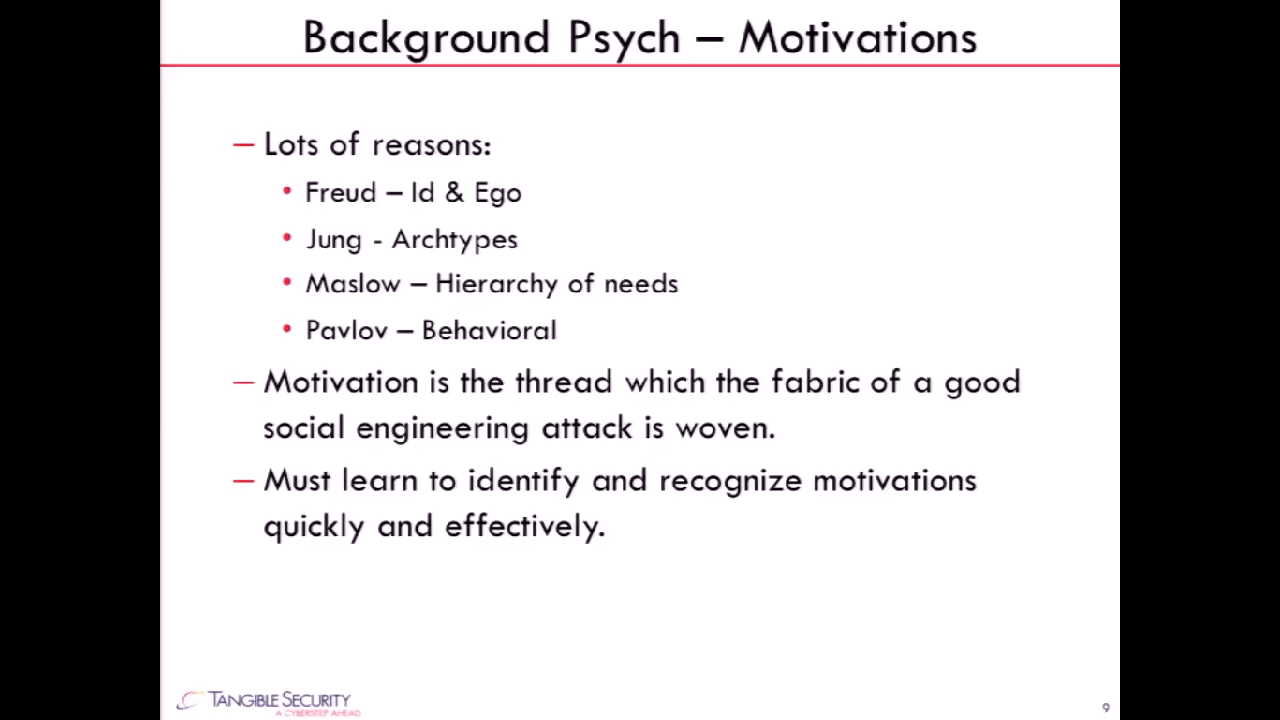 Background Psych – Motivations
– Lots of reasons:
• Freud – Id & Ego
• Jung - Archtypes
• Maslow – Hierarchy of needs
• Pavlov – Behavioral
– Motivation is the thread which the fabric of a good
social engineering attack is woven.
– Must learn to identify and recognize motivations
quickly and effectively.
TANGIBLE SECURITY
A CYBERSTEP AHEAD
9